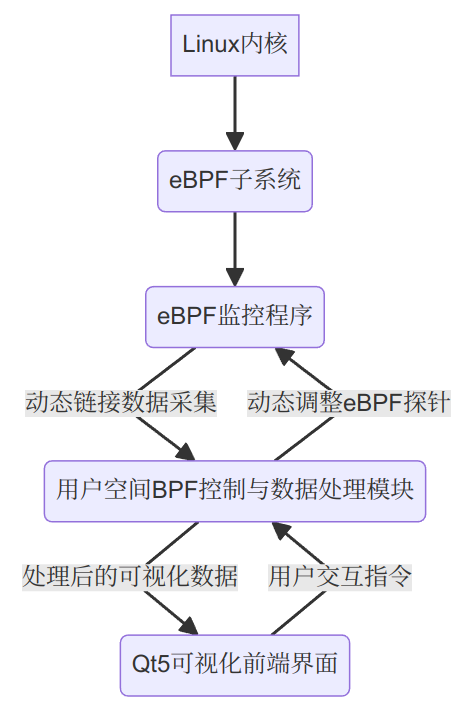 Linux内核
eBPF子系统
eBPF监控程序
动态链接数据采集
动态调整eBPF探针
用户空间BPF控制与数据处理模块
处理后的可视化数据
用户交互指令
Qt5可视化前端界面